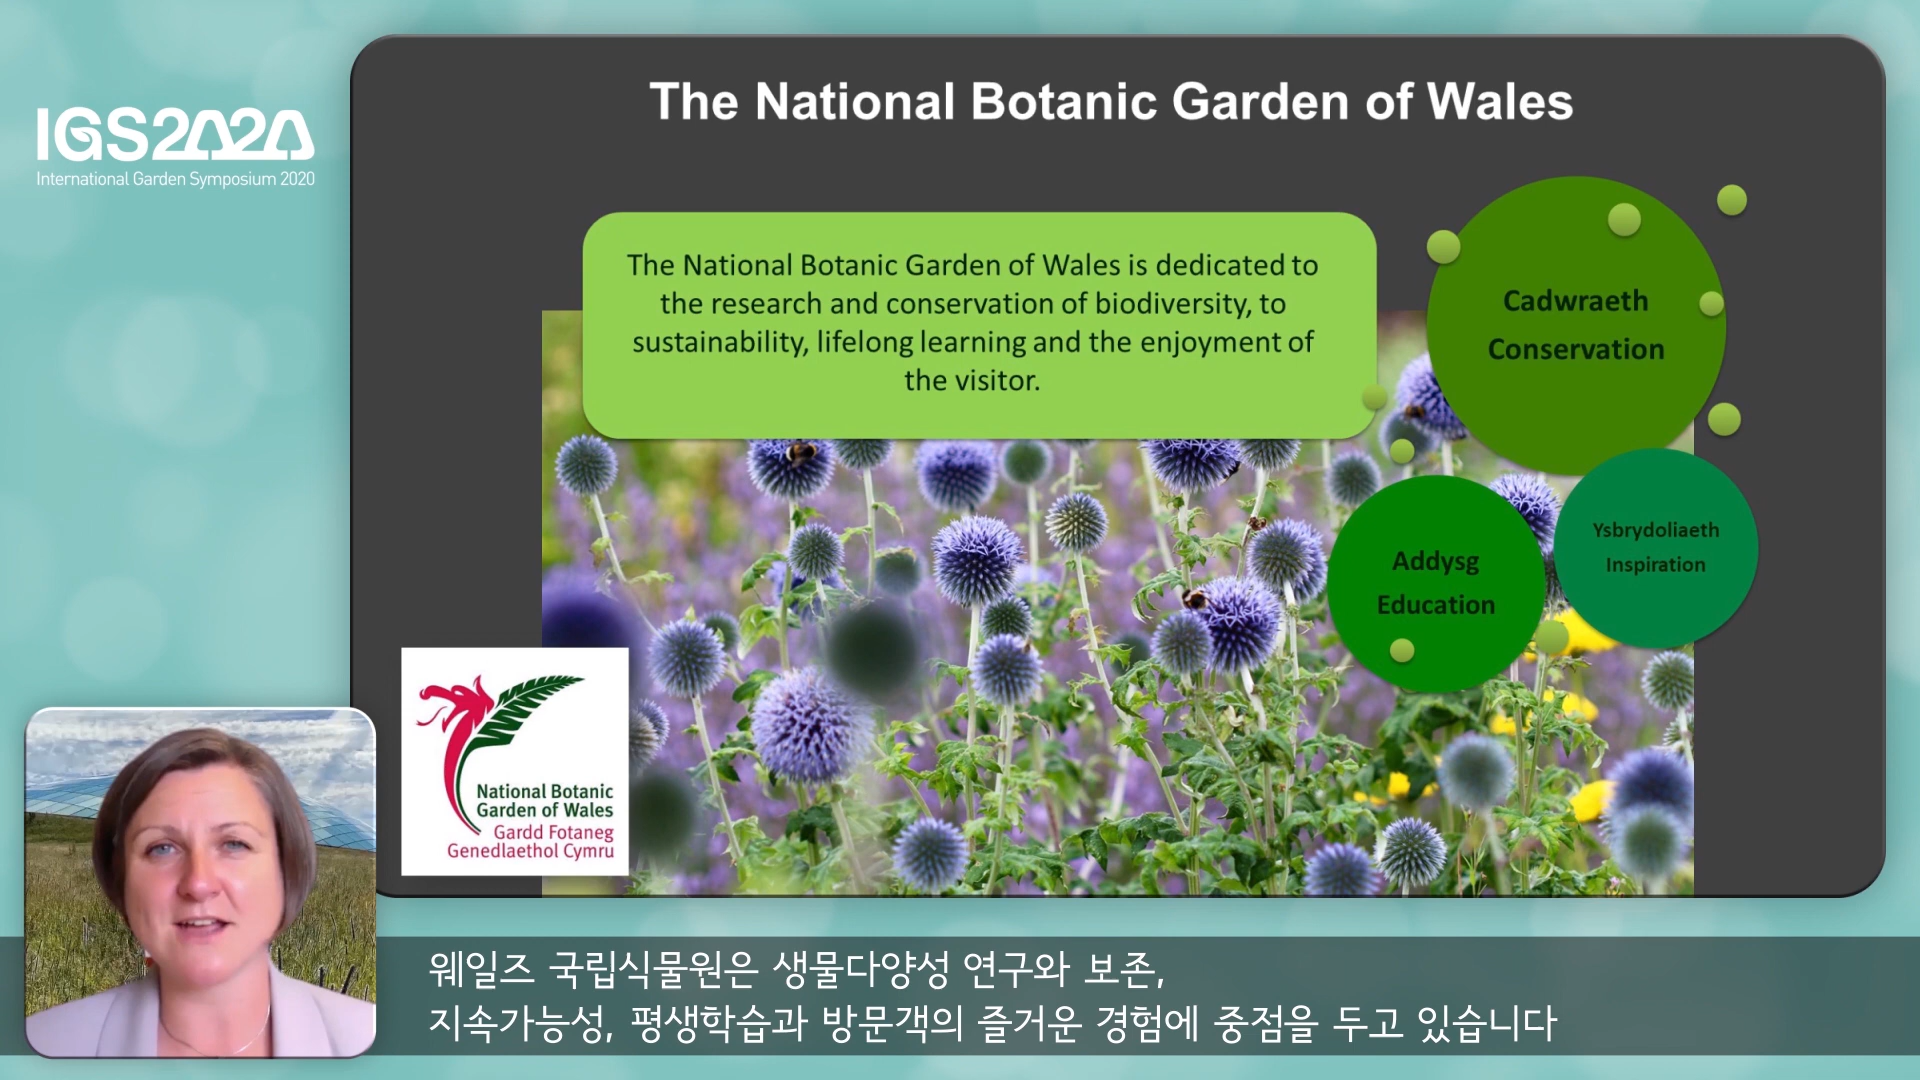 IGS2020
International Garden Symposium 2020
The National Botanic Garden of Wales
The National Botanic Garden of Wales is dedicated to
the research and conservation of biodiversity, to
sustainability, lifelong learning and the enjoyment of
the visitor.
Cadwraeth
Conservation
Addysg
Education
Ysbrydoliaeth
Inspiration
National Botanic
Garden of Wales
Gardd Fotaneg
Genedlaethol Cymru
웨일즈 국립식물원은 생물다양성 연구와 보존,
지속가능성, 평생학습과 방문객의 즐거운 경험에 중점을 두고 있습니다